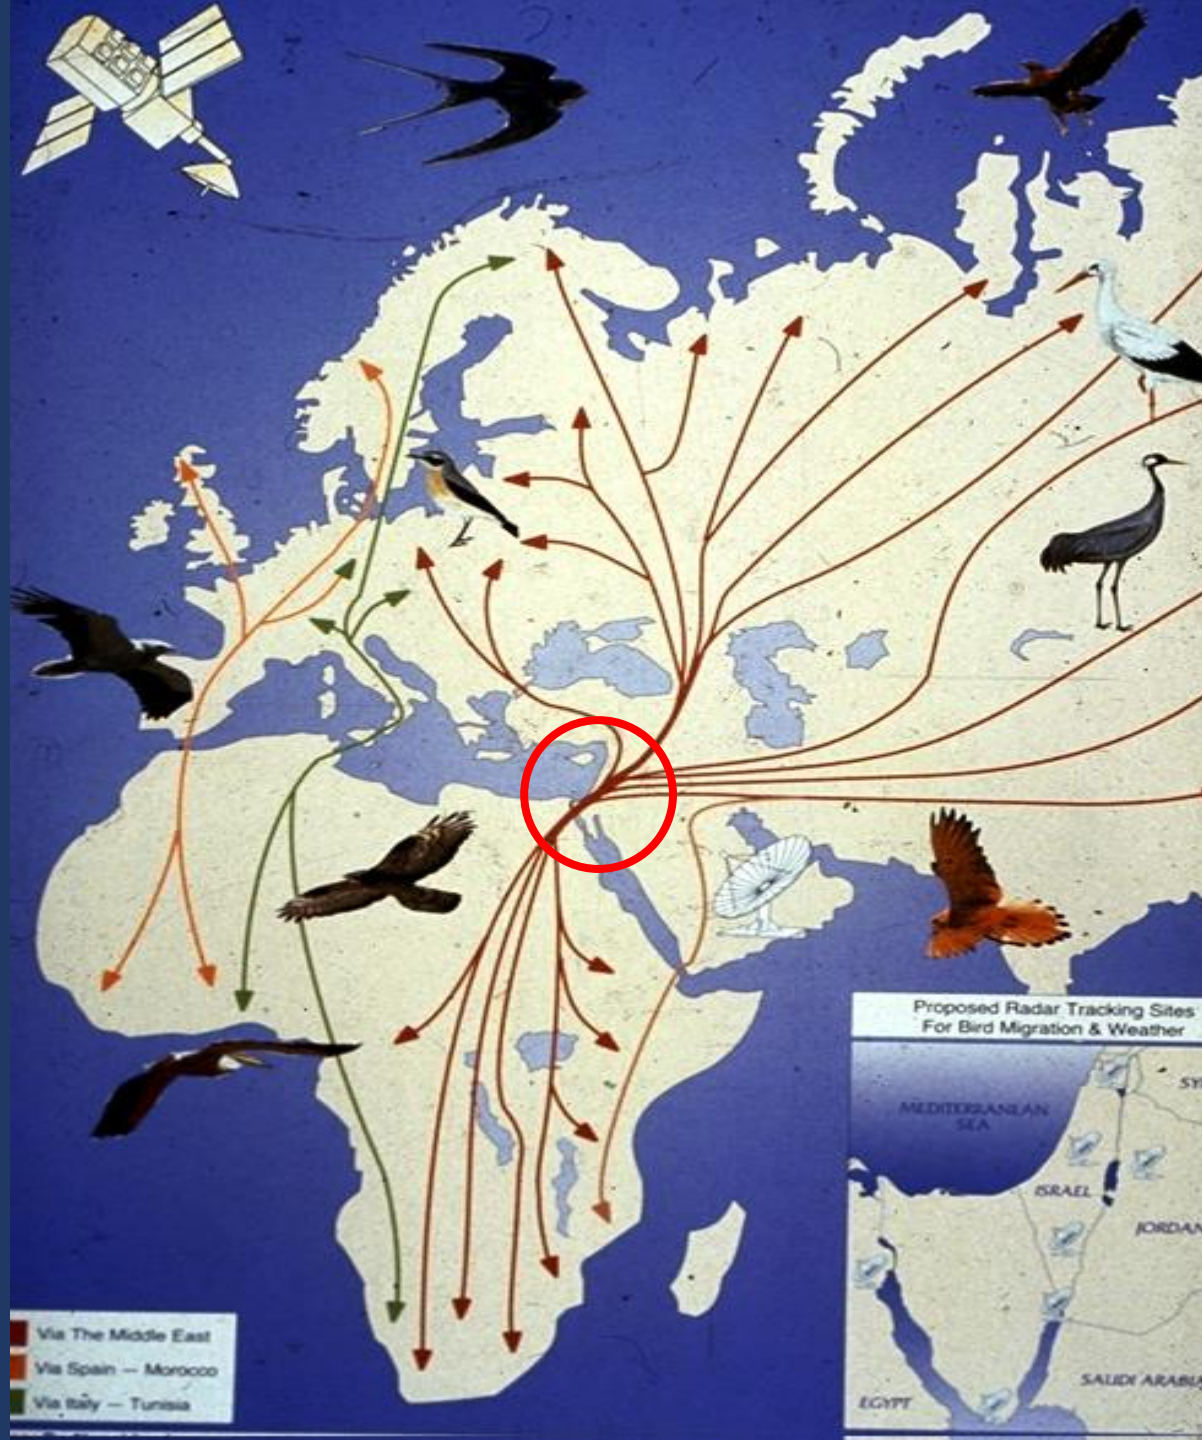 Proposed Radar Tracking Sites
For Bird Migration & Weather
MEDITERRANEAN
SEA
ISRAEL
JORDAN
EGYPT
SAUDI ARABIA
Via The Middle East
Via Spain — Morocco
Via Italy — Tunisia